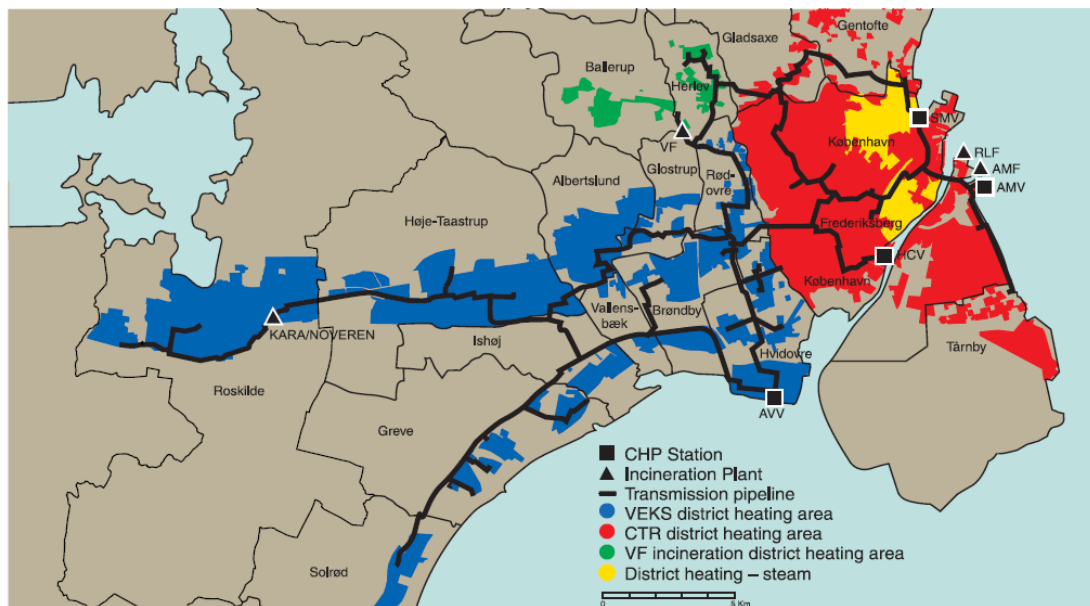 Gentofte
Gladsaxe
Ballerup
Herlev
SMV
København
VF
RLF
AMF
AMV
Glostrup
Rød-
ovre
Albertslund
Høje-Taastrup
Frederiksberg
HCV
København
Vallens-
bæk
Brøndby
KARA/NOVEREN
Ishøj
Hvidovre
Tårnby
Roskilde
AVV
Greve
Solrød
CHP Station
Incineration Plant
Transmission pipeline
VEKS district heating area
CTR district heating area
VF incineration district heating area
District heating – steam
0 5 Km